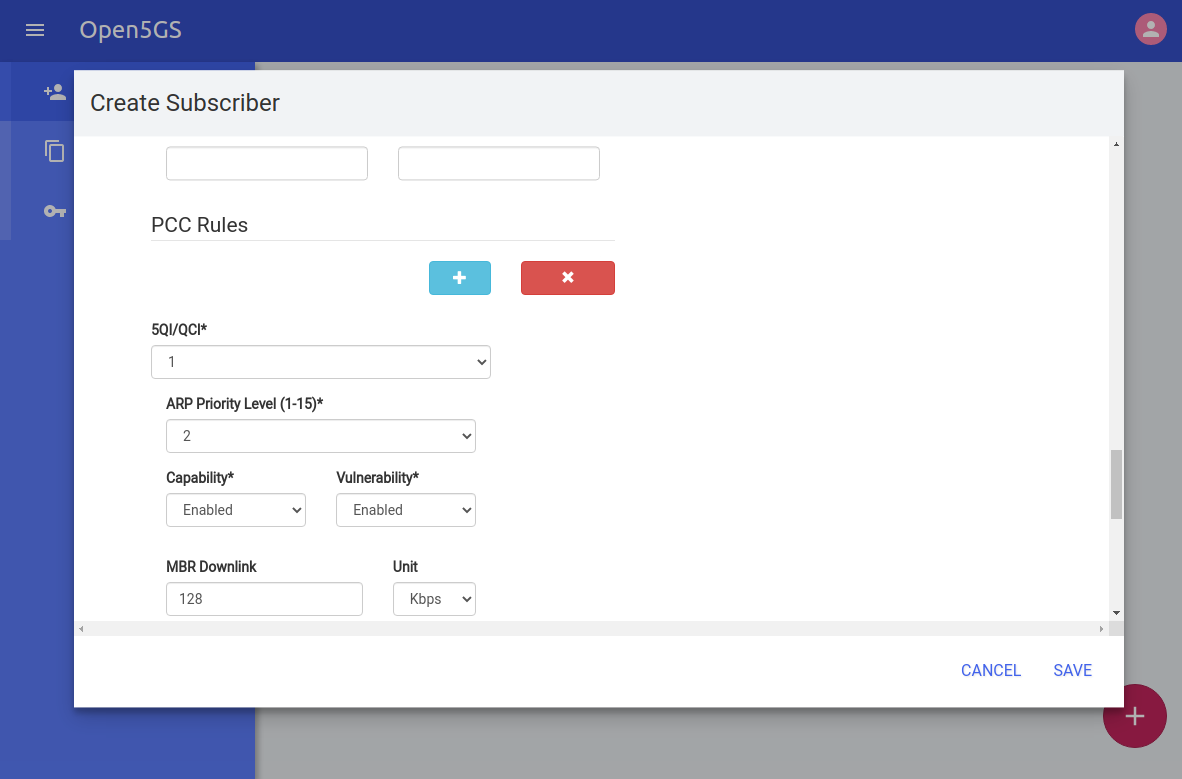 Open5GS
Create Subscriber
PCC Rules
5QI/QCI*
1
ARP Priority Level (1-15)*
2
Capability* Vulnerability*
Enabled Enabled
MBR Downlink Unit
128 Kbps
CANCEL SAVE